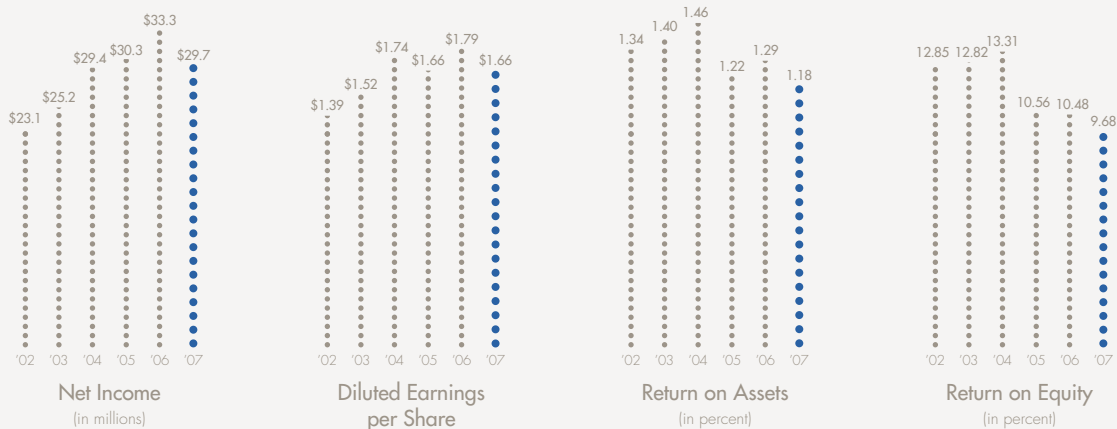 $23.1 $25.2 $29.4 $30.3 $33.3 $29.7
'02 '03 '04 '05 '06 '07
Net Income
(in millions)
$1.39 $1.52 $1.74 $1.66 $1.79 $1.66
'02 '03 '04 '05 '06 '07
Diluted Earnings
per Share
1.34 1.40 1.46 1.22 1.29 1.18
'02 '03 '04 '05 '06 '07
Return on Assets
(in percent)
12.85 12.82 13.31 10.56 10.48 9.68
'02 '03 '04 '05 '06 '07
Return on Equity
(in percent)